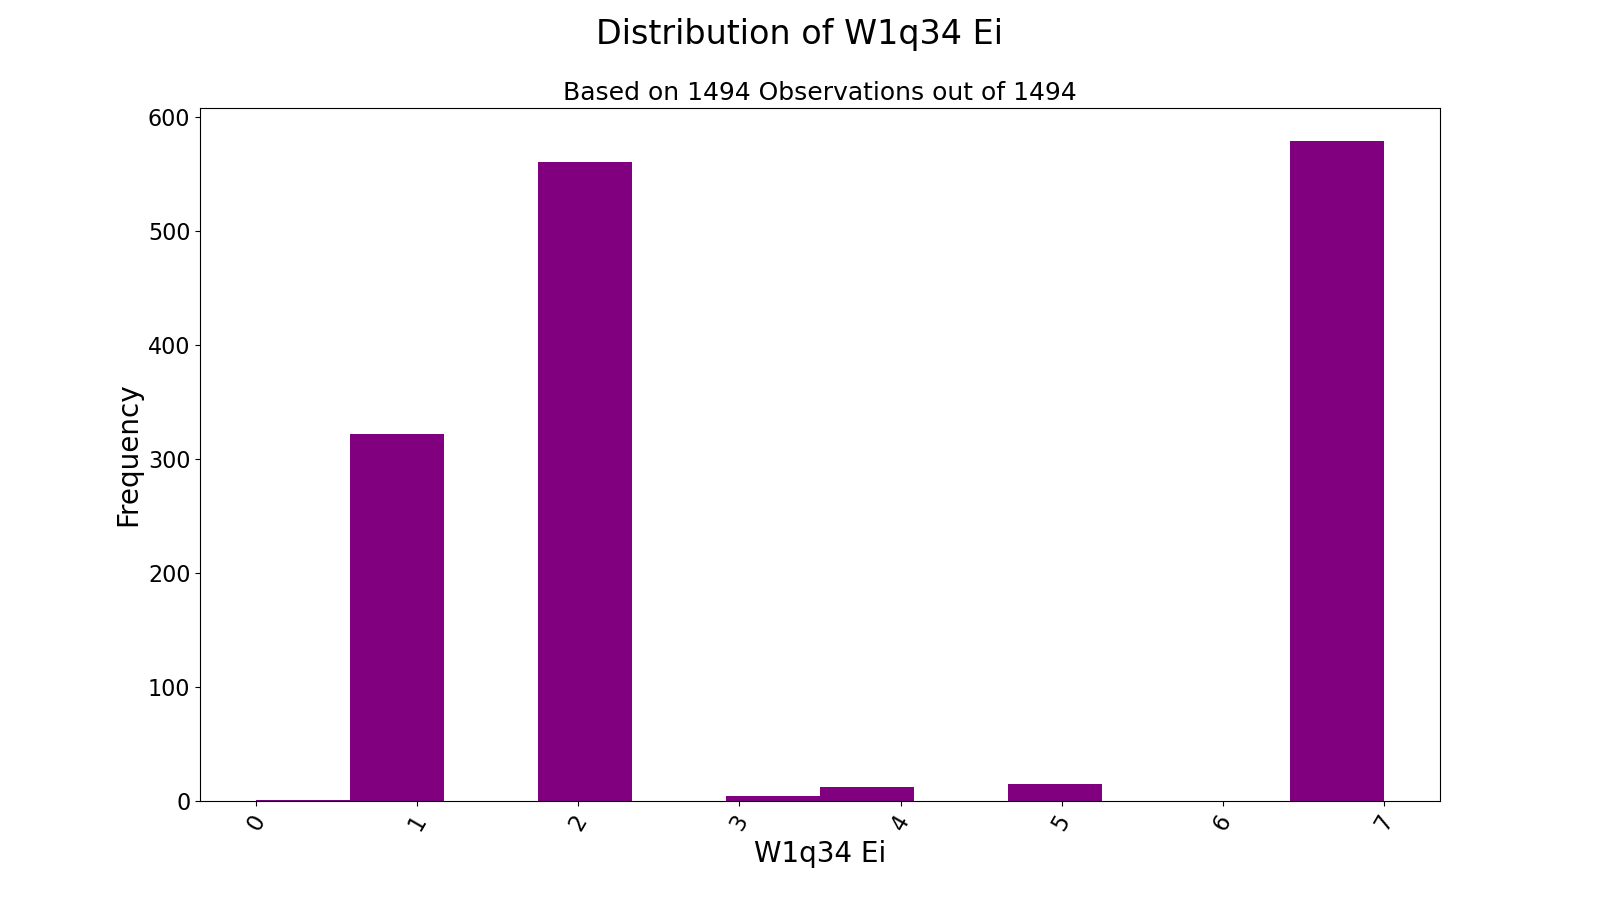 Distribution of W1q34 Ei
Based on 1494 Observations out of 1494
600
500
400
300
200
100
0
Frequency
0 1 2 3 4 5 6 7
W1q34 Ei